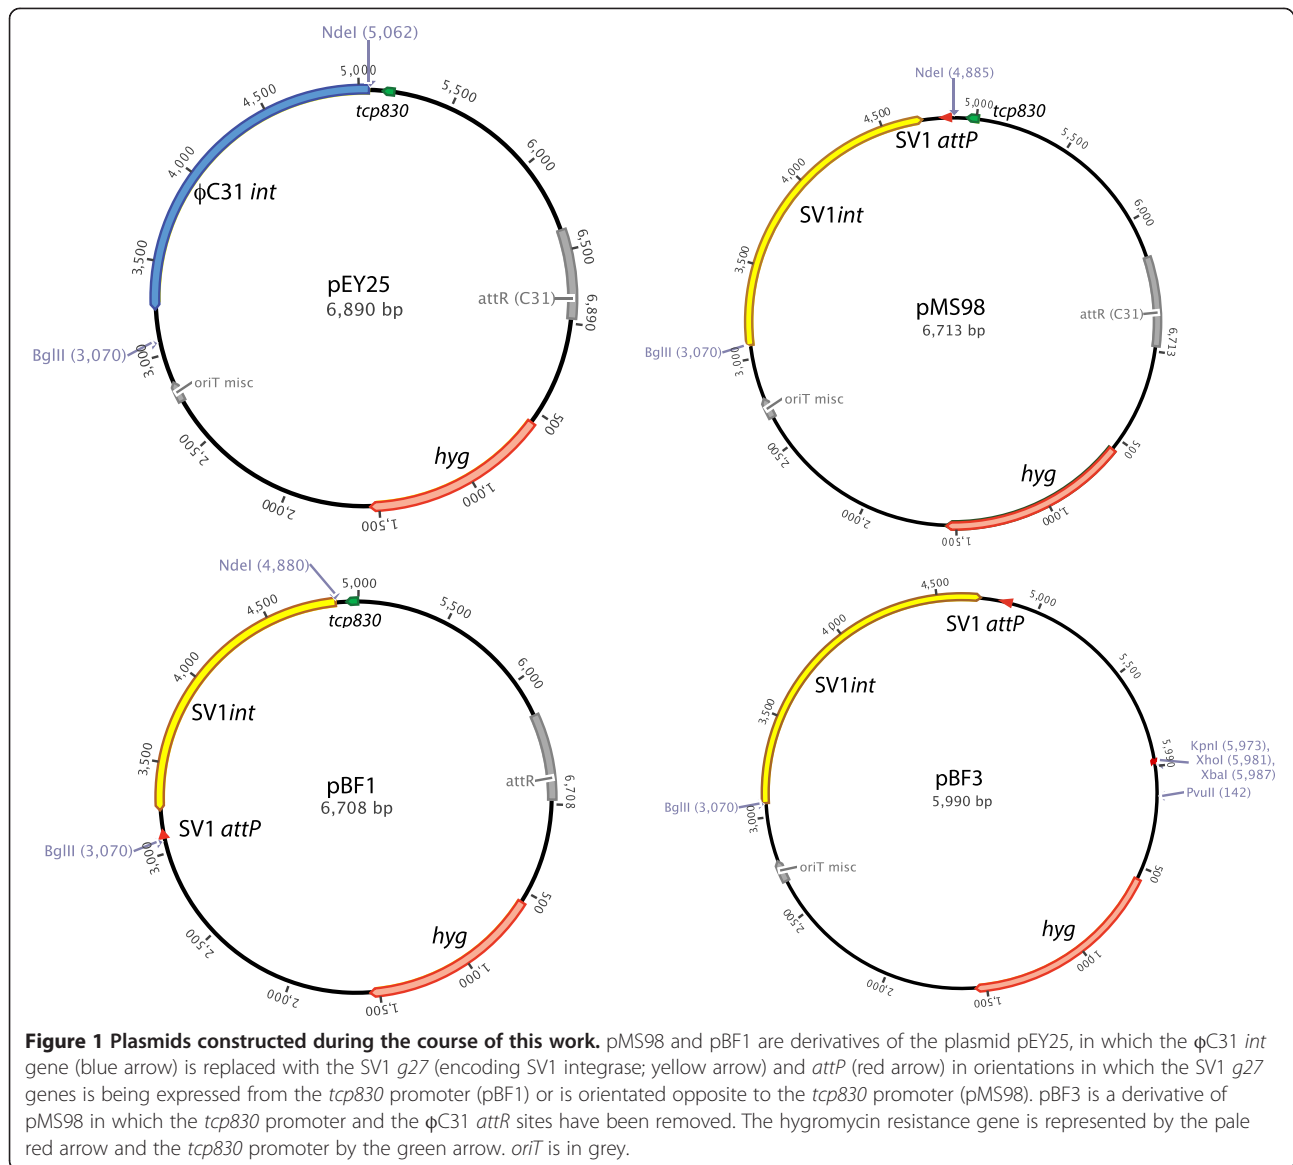 NdeI (5,062)
5,000
tcp830
5,500
6,000
6,500
6,890
attR (C31)
4,500
4,000
ϕC31 int
3,500
pEY25
6,890 bp
BglII (3,070)
3,000
oriT misc
2,500
2,000
1,500
1,000
500
hyg
NdeI (4,885)
5,000
tcp830
SV1 attP
4,500
5,500
4,000
SV1int
6,000
3,500
pMS98
6,713 bp
attR (C31)
6,713
BglII (3,070)
3,000
oriT misc
2,500
2,000
1,500
1,000
500
hyg
NdeI (4,880)
5,000
tcp830
4,500
5,500
4,000
6,000
SV1int
3,500
pBF1
6,708 bp
attR
6,708
SV1 attP
BglII (3,070)
3,000
2,500
2,000
1,500
1,000
500
hyg
4,500
5,000
SV1 attP
4,000
5,500
SV1int
3,500
5,990
KpnI (5,973),
XhoI (5,981),
XbaI (5,987)
PvuII (142)
pBF3
5,990 bp
BglII (3,070)
3,000
oriT misc
2,500
2,000
1,500
1,000
500
hyg
Figure 1 Plasmids constructed during the course of this work. pMS98 and pBF1 are derivatives of the plasmid pEY25, in which the ϕC31 int
gene (blue arrow) is replaced with the SV1 g27 (encoding SV1 integrase; yellow arrow) and attP (red arrow) in orientations in which the SV1 g27
genes is being expressed from the tcp830 promoter (pBF1) or is orientated opposite to the tcp830 promoter (pMS98). pBF3 is a derivative of
pMS98 in which the tcp830 promoter and the ϕC31 attR sites have been removed. The hygromycin resistance gene is represented by the pale
red arrow and the tcp830 promoter by the green arrow. oriT is in grey.